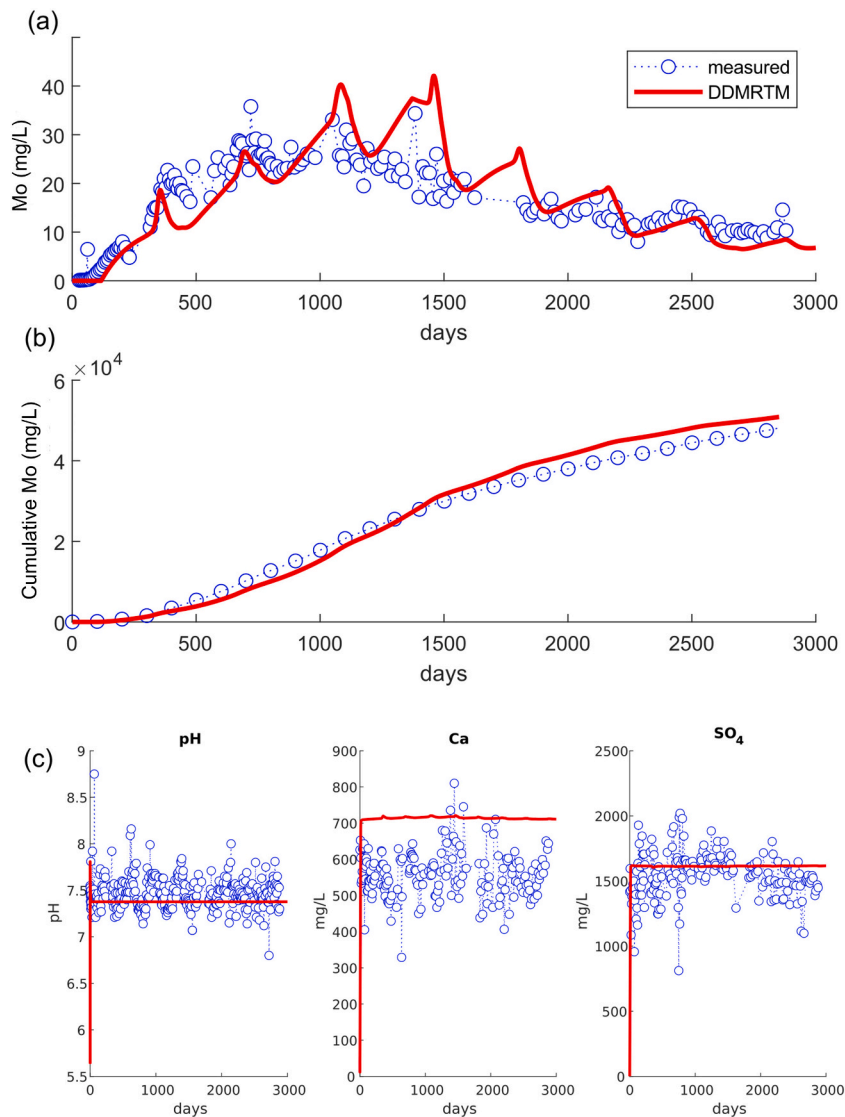 (a)
Mo (mg/L)
50
40
30
20
10
0
0 500 1000 1500 2000 2500 3000
days
measured
DDMRTM
(b)
× 10⁴
Cumulative Mo (mg/L)
6
4
2
0
0 500 1000 1500 2000 2500 3000
days
(c)
pH
pH
9
8.5
8
7.5
7
6.5
6
5.5
0 1000 2000 3000
days
Ca
mg/L
900
800
700
600
500
400
300
200
100
0
0 1000 2000 3000
days
SO₄
mg/L
2500
2000
1500
1000
500
0
0 1000 2000 3000
days